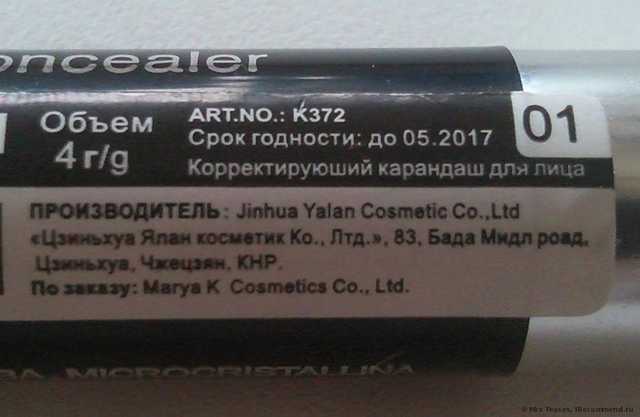 oncealer
Объем
4 г/g
ART.NO.: K372
Срок годности: до 05.2017
01
Корректируюший карандаш для лица
ПРОИЗВОДИТЕЛЬ: Jinhua Yalan Cosmetic Co.,Ltd
«Цзиньхуа Ялан косметик Ко., Лтд.», 83, Бада Мидл роад,
Цзиньхуа, Чжецзян, КНР.
По заказу: Marya K Cosmetics Co., Ltd.
BA, MICROCRISTALLINA
© Mrs Thayes, IRecommend.ru